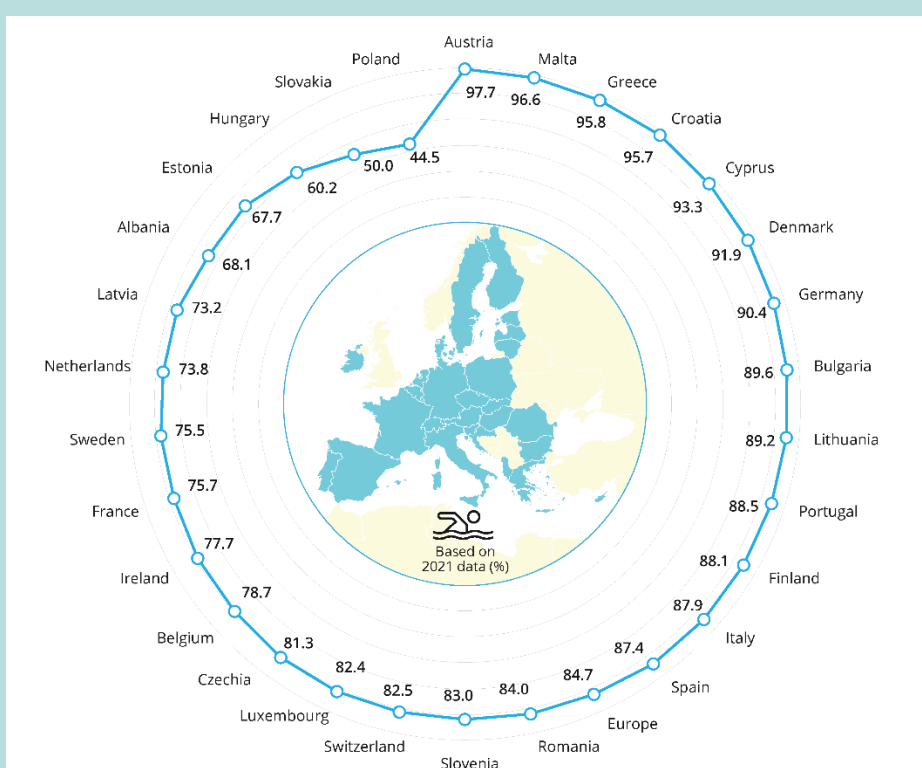 Austria
97.7
Malta
96.6
Greece
95.8
Croatia
95.7
Cyprus
93.3
Denmark
91.9
Germany
90.4
Bulgaria
89.6
Lithuania
89.2
Portugal
88.5
Finland
88.1
Italy
87.9
Spain
87.4
Europe
84.7
Romania
84.0
Slovenia
83.0
Switzerland
82.5
Luxembourg
82.4
Czechia
81.3
Belgium
78.7
Ireland
77.7
France
75.7
Sweden
75.5
Netherlands
73.8
Latvia
73.2
Albania
68.1
Estonia
67.7
Hungary
60.2
Slovakia
50.0
Poland
44.5
Based on
2021 data (%)